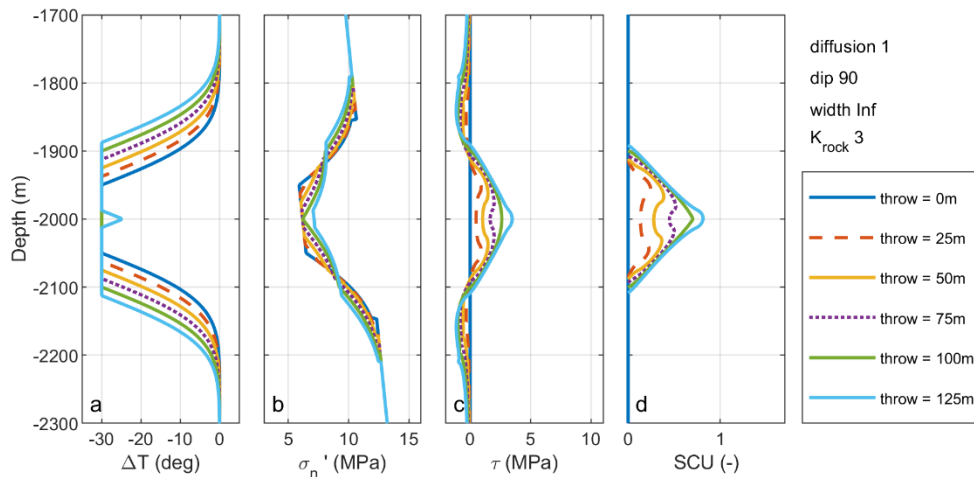 -1700
-1800
-1900
-2000
-2100
-2200
-2300
Depth (m)
a
-30 -20 -10 0
ΔT (deg)
b
5 10 15
σn' (MPa)
c
0 5 10
τ (MPa)
d
0 1
SCU (-)
diffusion 1
dip 90
width Inf
Krock 3
throw = 0m
throw = 25m
throw = 50m
throw = 75m
throw = 100m
throw = 125m